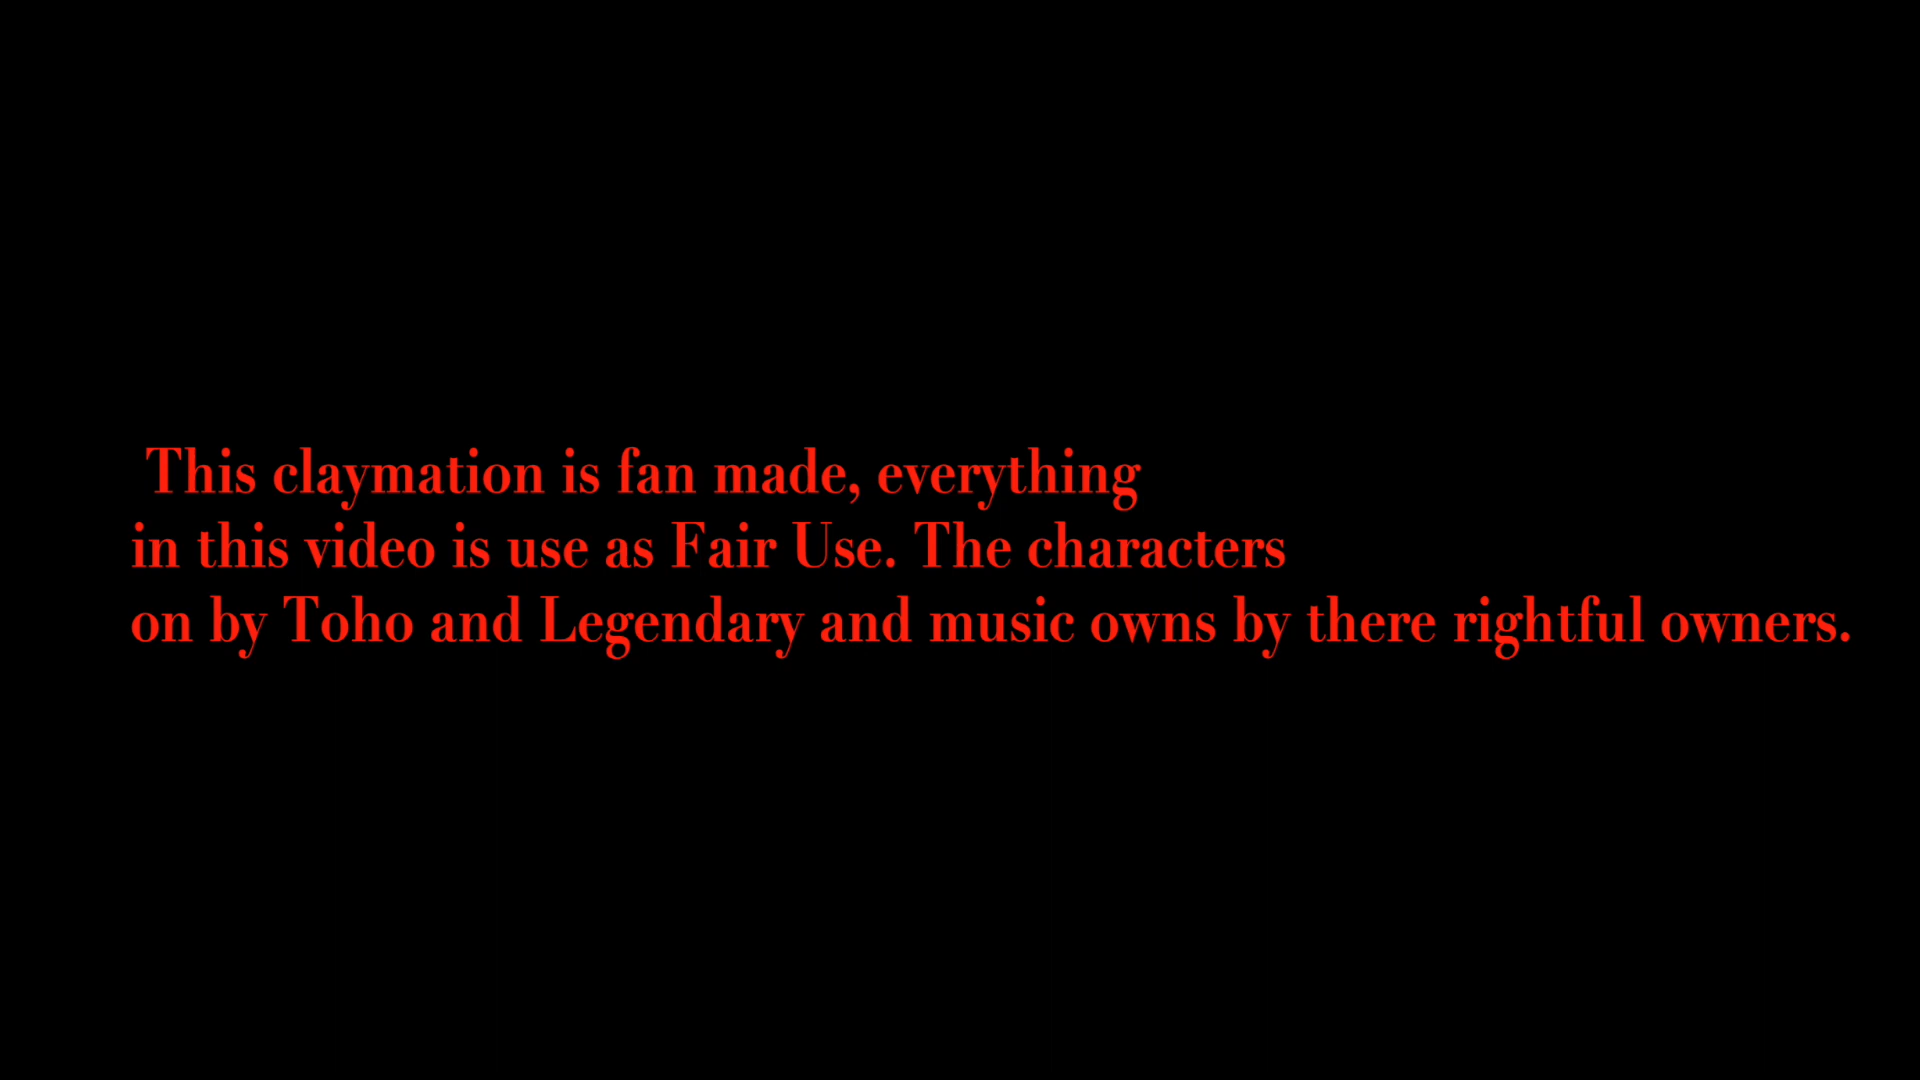 This claymation is fan made, everything
in this video is use as Fair Use. The characters
on by Toho and Legendary and music owns by there rightful owners.